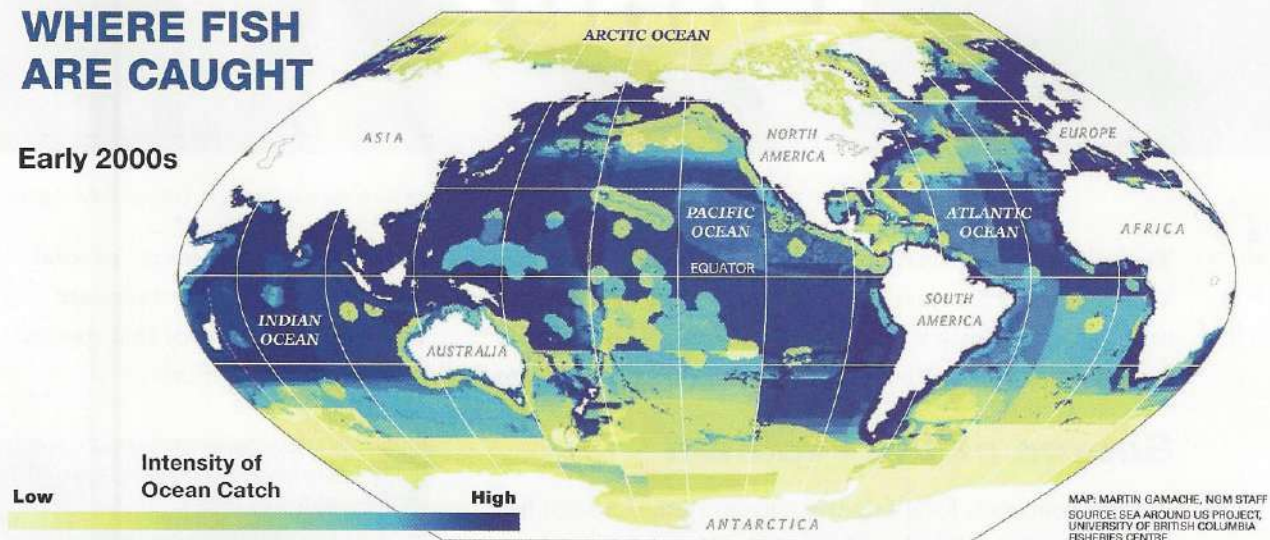 WHERE FISH
ARE CAUGHT
Early 2000s
ARCTIC OCEAN
ASIA
NORTH
AMERICA
EUROPE
PACIFIC
OCEAN
ATLANTIC
OCEAN
AFRICA
EQUATOR
INDIAN
OCEAN
AUSTRALIA
SOUTH
AMERICA
Intensity of
Ocean Catch
Low
High
ANTARCTICA
MAP: MARTIN GAMACHE, NGM STAFF
SOURCE: SEA AROUND US PROJECT,
UNIVERSITY OF BRITISH COLUMBIA
FISHERIES CENTRE